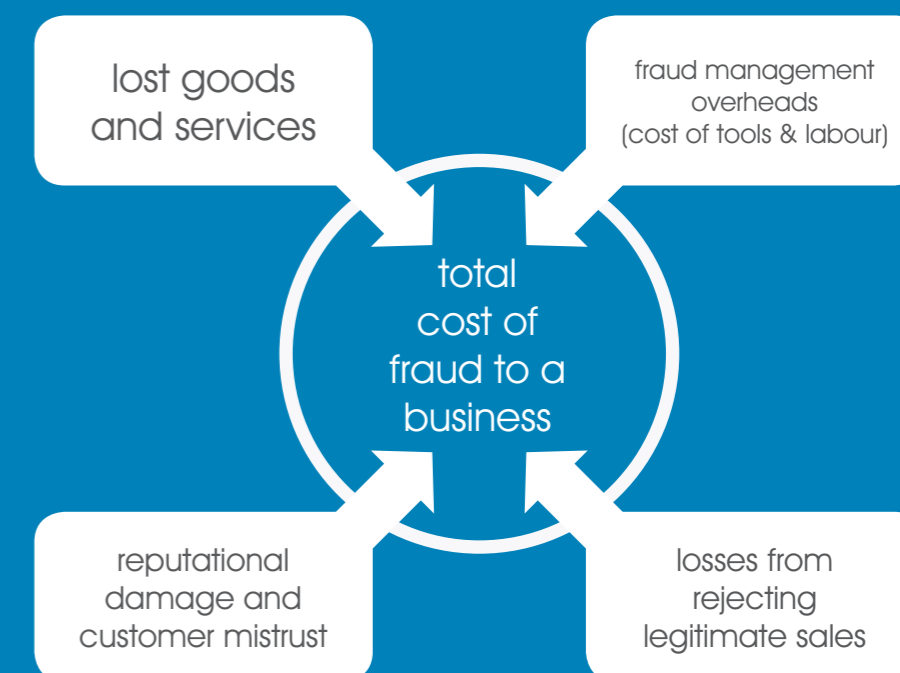 lost goods
and services
fraud management
overheads
(cost of tools & labour)
total
cost of
fraud to a
business
reputational
damage and
customer mistrust
losses from
rejecting
legitimate sales